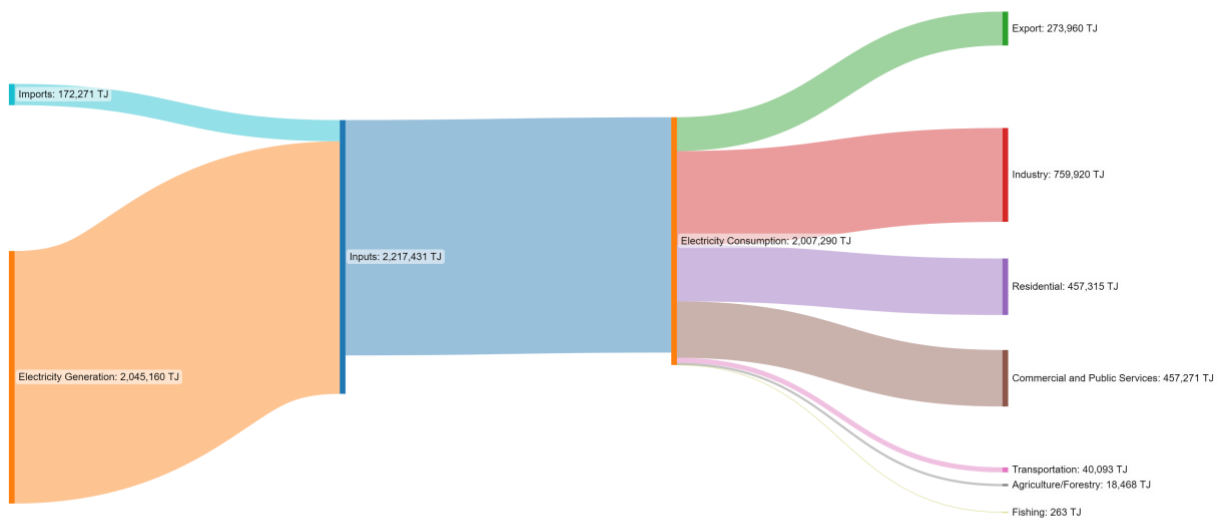 Export: 273,960 TJ
Imports: 172,271 TJ
Industry: 759,920 TJ
Electricity Consumption: 2,007,290 TJ
Inputs: 2,217,431 TJ
Residential: 457,315 TJ
Electricity Generation: 2,045,160 TJ
Commercial and Public Services: 457,271 TJ
Transportation: 40,093 TJ
Agriculture/Forestry: 18,468 TJ
Fishing: 263 TJ